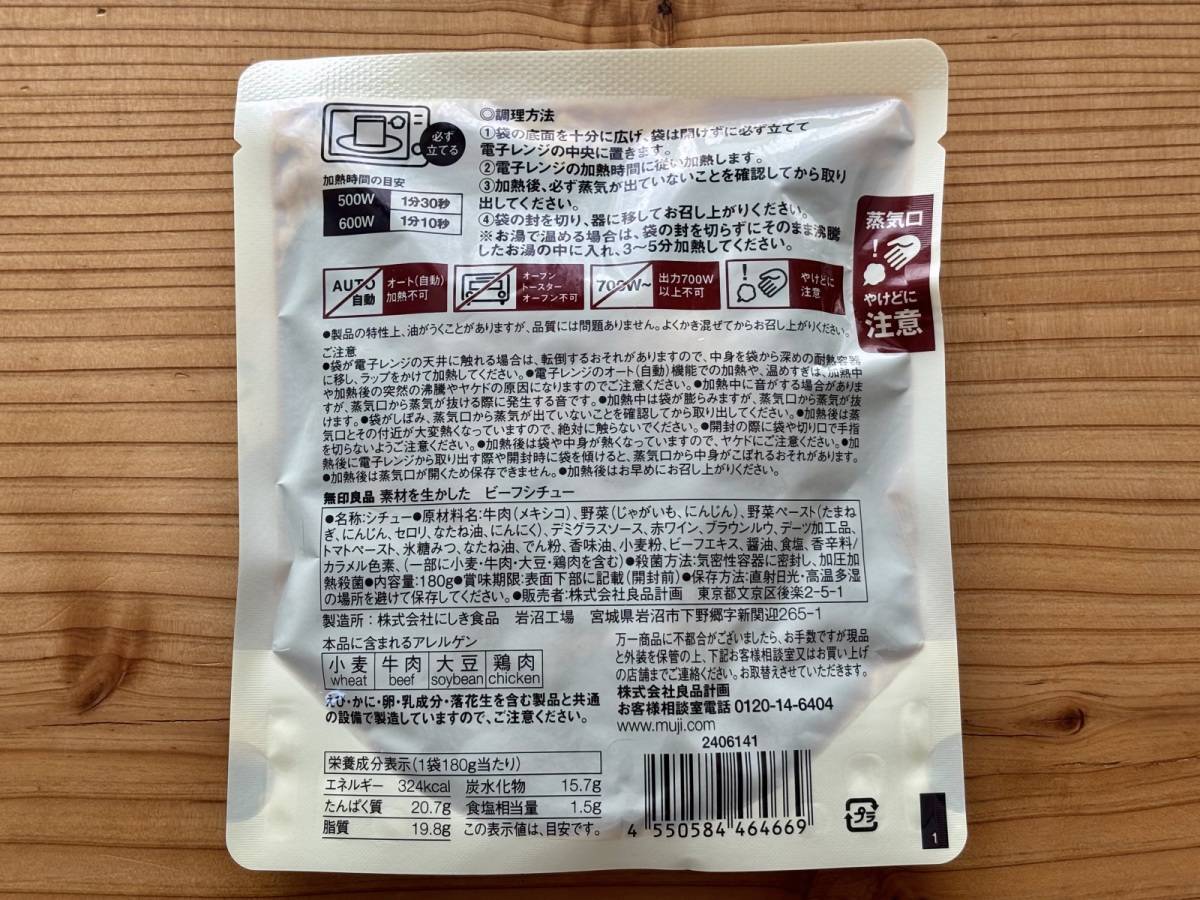 必ず
立てる
加熱時間の目安
500W 1分30秒
600W 1分10秒
◎調理方法
①袋の底面を十分に広げ、袋は開けずに必ず立てて
電子レンジの中央に置きます。
②電子レンジの加熱時間に従い加熱します。
③加熱後、必ず蒸気が出ていないことを確認してから取り
出してください。
④袋の封を切り、器に移してお召し上がりください。
※お湯で温める場合は、袋の封を切らずにそのまま沸騰
したお湯の中に入れ、3〜5分加熱してください。
蒸気口
!
やけどに
注意
AUTO
自動
オート(自動)
加熱不可
オーブン
トースター
オーブン不可
700W〜
出力700W
以上不可
!
やけどに
注意
●製品の特性上、油がうくことがありますが、品質には問題ありません。よくかき混ぜてからお召し上がりください。
ご注意
●袋が電子レンジの天井に触れる場合は、転倒するおそれがありますので、中身を袋から深めの耐熱容器
に移し、ラップをかけて加熱してください。●電子レンジのオート(自動)機能での加熱や、温めすぎは、加熱中
や加熱後の突然の沸騰やヤケドの原因になりますのでご注意ください。●加熱中に音がする場合がありま
すが、蒸気口から蒸気が抜ける際に発生する音です。●加熱中は袋が膨らみますが、蒸気口から蒸気が抜
けます。●袋がしぼみ、蒸気口から蒸気が出ていないことを確認してから取り出してください。●加熱後は蒸
気口とその付近が大変熱くなっていますので、絶対に触らないでください。●開封の際に袋や切り口で手指
を切らないようご注意ください。●加熱後は袋や中身が熱くなっていますので、ヤケドにご注意ください。●加
熱後に電子レンジから取り出す際や開封時に袋を傾けると、蒸気口から中身がこぼれるおそれがあります。
●加熱後は蒸気口が開くため保存できません。●加熱後はお早めにお召し上がりください。
無印良品 素材を生かした ビーフシチュー
●名称:シチュー●原材料名:牛肉(メキシコ)、野菜(じゃがいも、にんじん)、野菜ペースト(たまね
ぎ、にんじん、セロリ、なたね油、にんにく)、デミグラスソース、赤ワイン、ブラウンルウ、デーツ加工品、
トマトペースト、氷糖みつ、なたね油、でん粉、香味油、小麦粉、ビーフエキス、醤油、食塩、香辛料/
カラメル色素、(一部に小麦・牛肉・大豆・鶏肉を含む)●殺菌方法:気密性容器に密封し、加圧加
熱殺菌●内容量:180g●賞味期限:表面下部に記載(開封前)●保存方法:直射日光・高温多湿
の場所を避けて保存してください。●販売者:株式会社良品計画 東京都文京区後楽2-5-1
製造所:株式会社にしき食品 岩沼工場 宮城県岩沼市下野郷字新関迎265-1
本品に含まれるアレルゲン
小麦 牛肉 大豆 鶏肉
wheat beef soybean chicken
えび・かに・卵・乳成分・落花生を含む製品と共通
の設備で製造していますので、ご注意ください。
万一商品に不都合がございましたら、お手数ですが現品
と外装を保管の上、下記お客様相談室又はお買い上げ
の店舗までご連絡ください。お取替えさせていただきます。
株式会社良品計画
お客様相談室電話 0120-14-6404
www.muji.com
2406141
栄養成分表示(1袋180g当たり)
エネルギー 324kcal 炭水化物 15.7g
たんぱく質 20.7g 食塩相当量 1.5g
脂質 19.8g この表示値は、目安です。
4 550584 464669
プラ
1